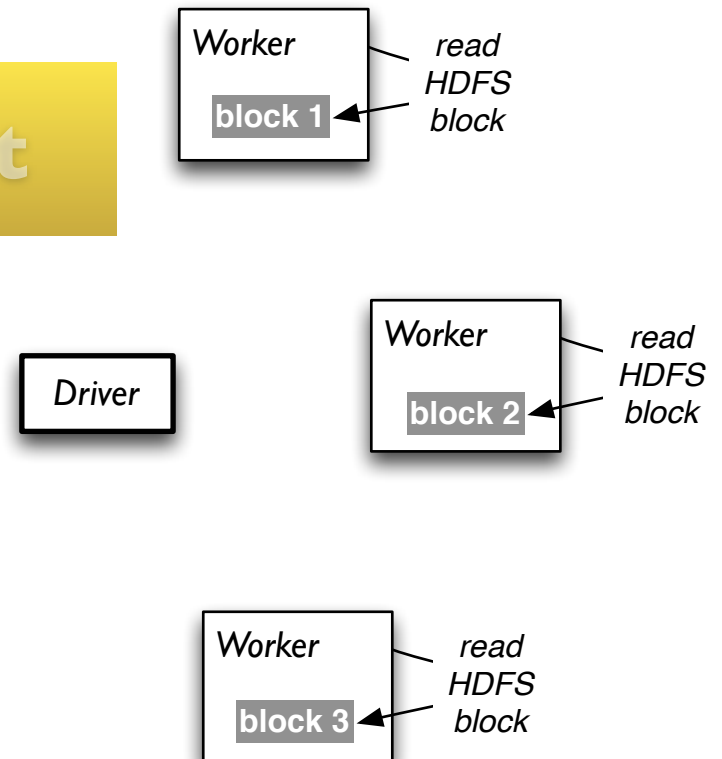 Worker
block 1
read
HDFS
block
t
Driver
Worker
block 2
read
HDFS
block
Worker
block 3
read
HDFS
block